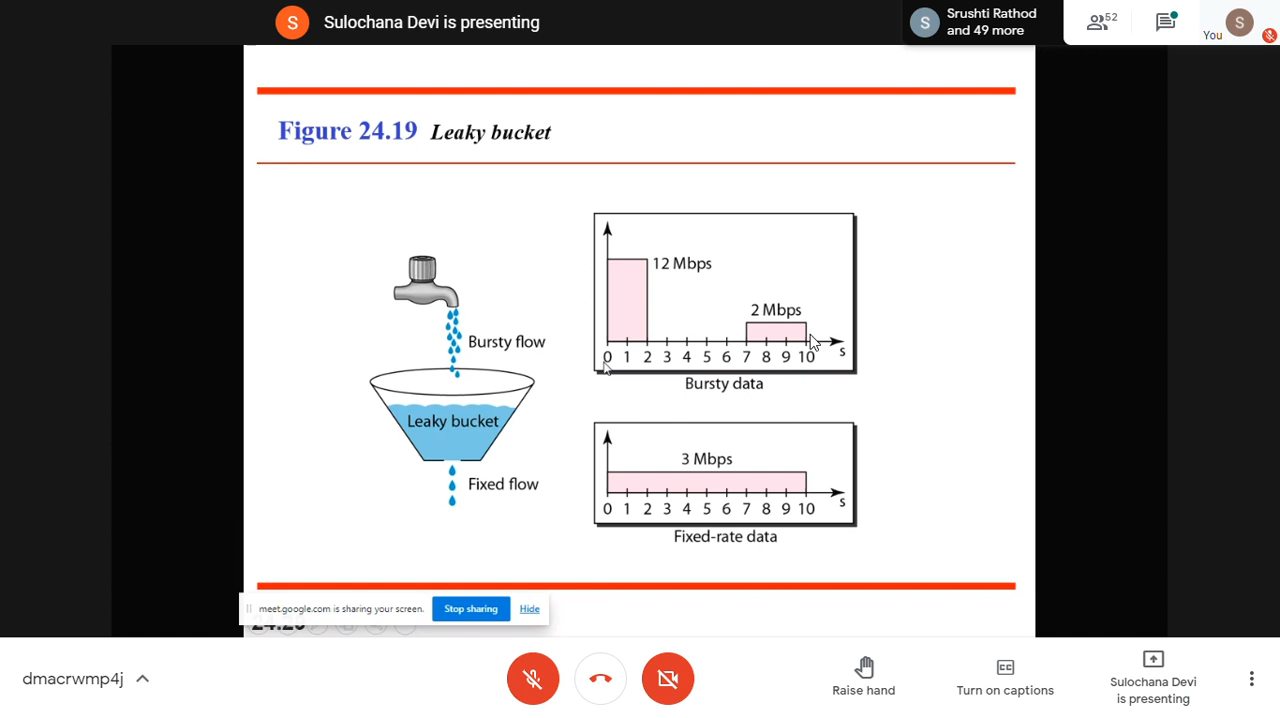 S
Sulochana Devi is presenting
S
Srushti Rathod
and 49 more
52
You
S
Figure 24.19 Leaky bucket
12 Mbps
2 Mbps
0 1 2 3 4 5 6 7 8 9 10 s
Bursty data
Bursty flow
Leaky bucket
Fixed flow
3 Mbps
0 1 2 3 4 5 6 7 8 9 10 s
Fixed-rate data
meet.google.com is sharing your screen.
Stop sharing
Hide
dmacrwmp4j
Raise hand
CC
Turn on captions
Sulochana Devi
is presenting